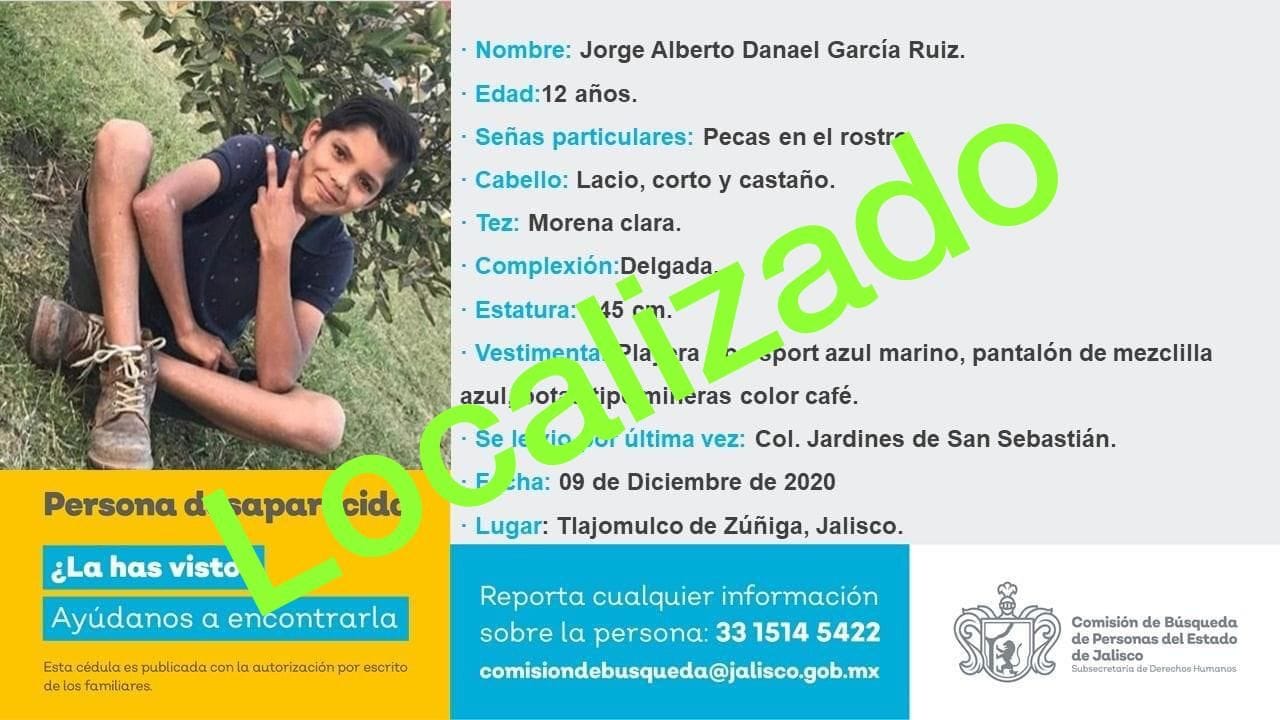 · Nombre: Jorge Alberto Danael García Ruiz.
· Edad:12 años.
· Señas particulares: Pecas en el rostro
· Cabello: Lacio, corto y castaño.
· Tez: Morena clara.
· Complexión:Delgada.
· Estatura: 45 cm.
· Vestimenta: Playera sport azul marino, pantalón de mezclilla
azul, botas tipo mineras color café.
· Se le vio por última vez: Col. Jardines de San Sebastián.
· Fecha: 09 de Diciembre de 2020
· Lugar: Tlajomulco de Zúñiga, Jalisco.
Localizado
Persona desaparecida
¿La has visto
Ayúdanos a encontrarla
Esta cédula es publicada con la autorización por escrito
de los familiares.
Reporta cualquier información
sobre la persona: 33 1514 5422
comisiondebusqueda@jalisco.gob.mx
Comisión de Búsqueda
de Personas del Estado
de Jalisco
Subsecretaría de Derechos Humanos